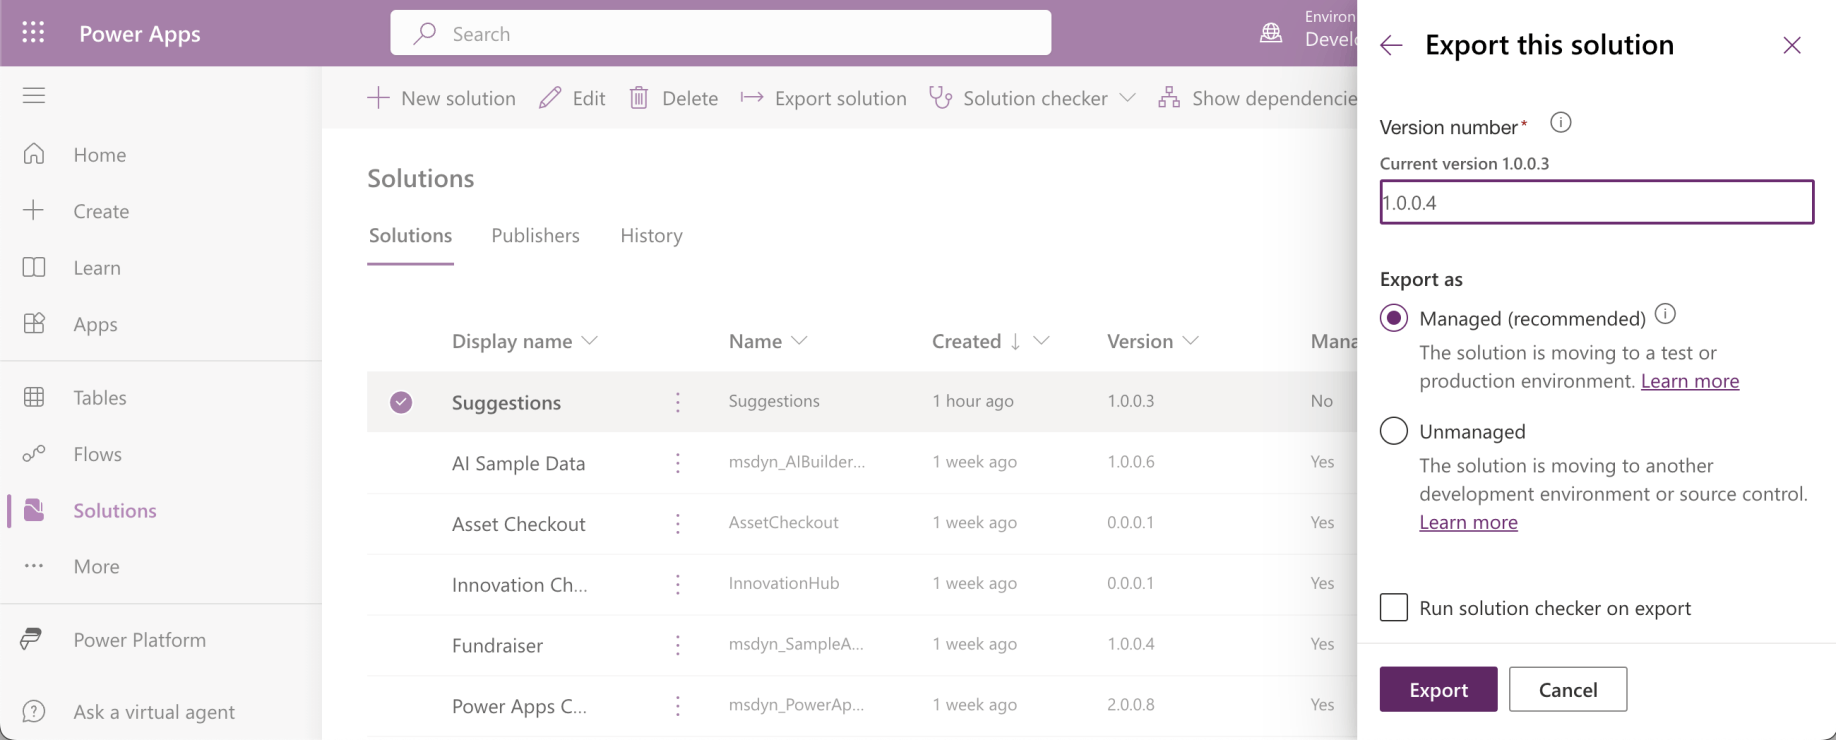 Power Apps
Search
Environ
Develo
New solution
Edit
Delete
Export solution
Solution checker
Show dependencie
Home
Create
Learn
Apps
Tables
Flows
Solutions
More
Power Platform
Ask a virtual agent
Solutions
Solutions Publishers History
Display name Name Created Version Mana
Suggestions Suggestions 1 hour ago 1.0.0.3 No
AI Sample Data msdyn_AIBuilder... 1 week ago 1.0.0.6 Yes
Asset Checkout AssetCheckout 1 week ago 0.0.0.1 Yes
Innovation Ch... InnovationHub 1 week ago 0.0.0.1 Yes
Fundraiser msdyn_SampleA... 1 week ago 1.0.0.4 Yes
Power Apps C... msdyn_PowerAp... 1 week ago 2.0.0.8 Yes
Export this solution
Version number*
Current version 1.0.0.3
1.0.0.4
Export as
Managed (recommended)
The solution is moving to a test or
production environment. Learn more
Unmanaged
The solution is moving to another
development environment or source control.
Learn more
Run solution checker on export
Export
Cancel